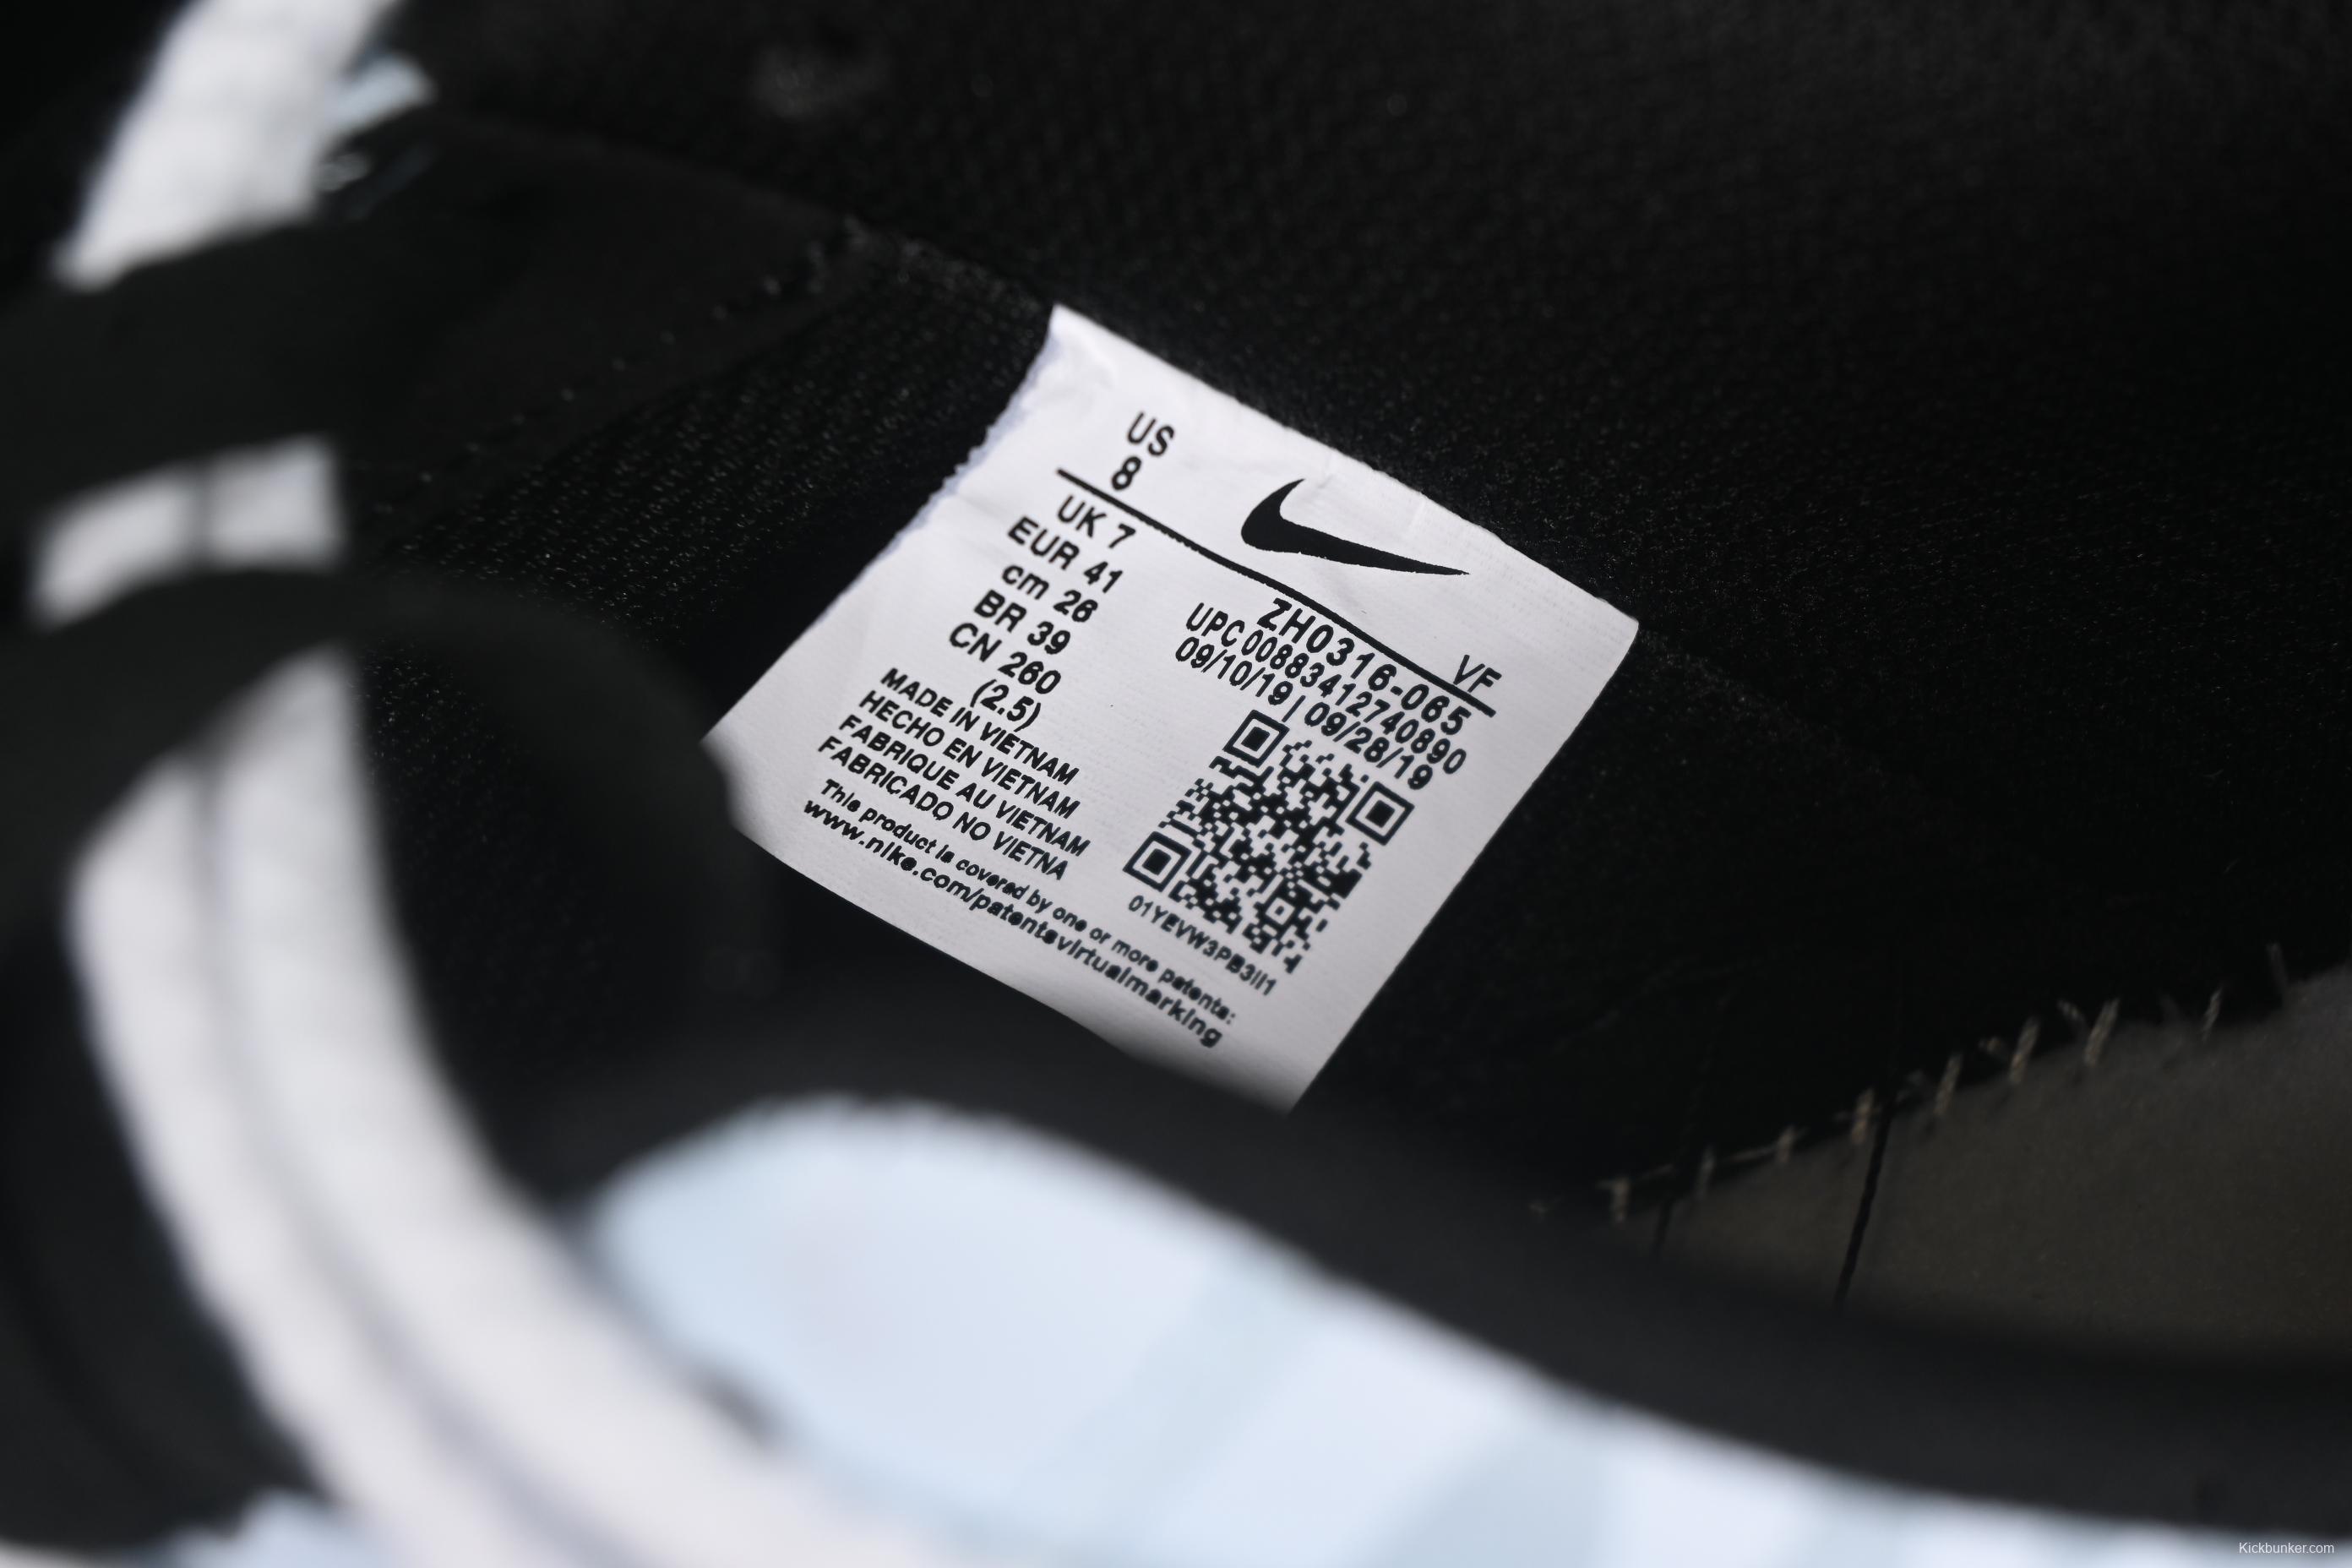 US
8
VF
UK 7
EUR 41
cm 26
BR 39
CN 260
(2.5)
MADE IN VIETNAM
HECHO EN VIETNAM
FABRIQUE AU VIETNAM
FABRICADO NO VIETNA
ZH0316-065
UPC 00883412740890
09/10/19 | 09/28/19
This product is covered by one or more patents:
www.nike.com/patentsvirtualmarking
Kickbunker.com